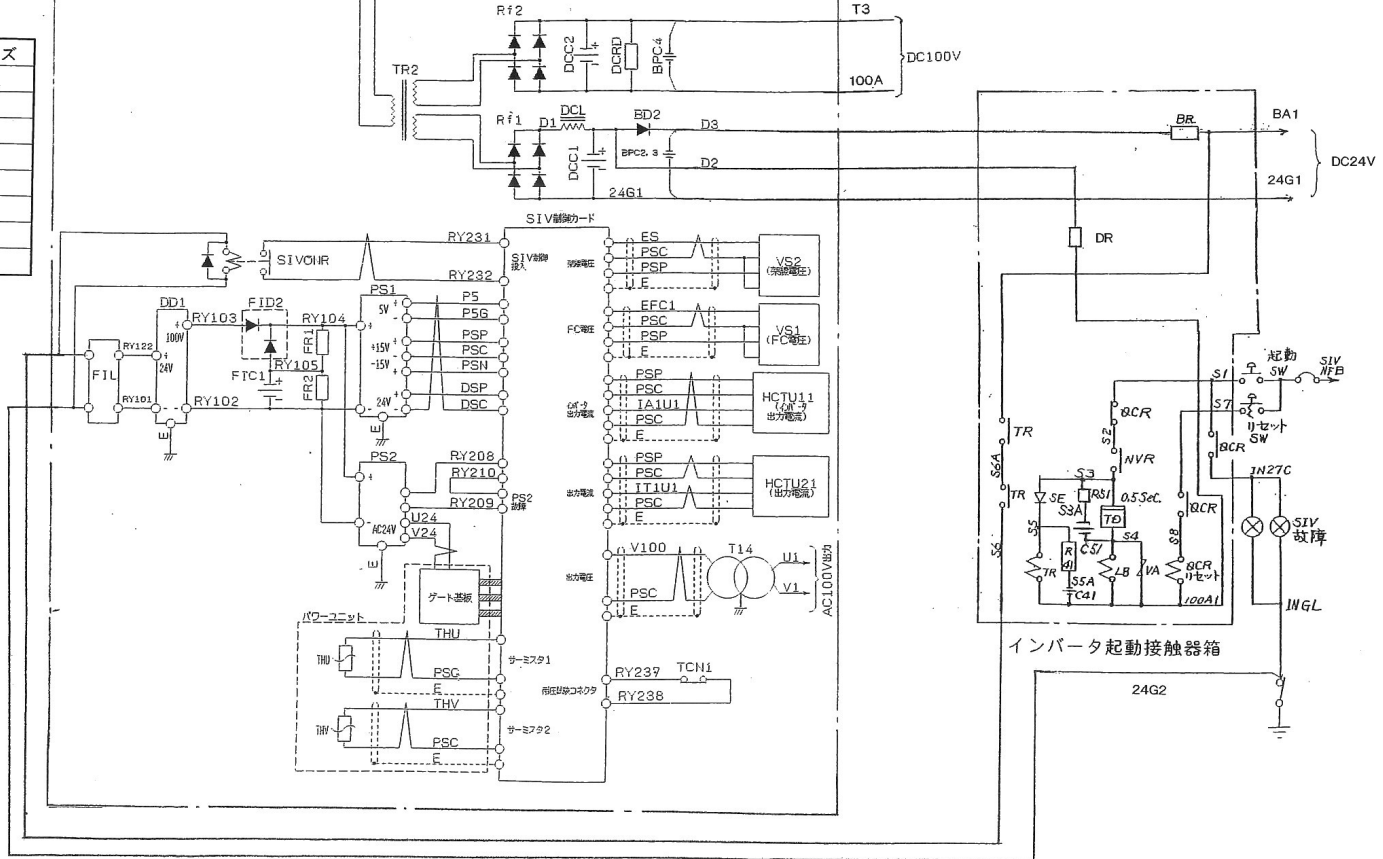 ズ
Rf2
T3
DCC2
DCRD
BPC4
TR2
DC100V
100A
Rf1
D1
DCL
BD2
D3
BR
BA1
DCC1
BPC2.3
D2
DC24V
24G1
24G1
DR
SIV制御カード
SIVONR
RY231
RY232
SIV制御
投入
架線電圧
ES
PSC
PSP
E
VS2
(架線電圧)
DD1
FID2
PS1
RY103
RY104
100V
24V
RY122
FIL
RY101
RY102
FIC1
RY105
FR1
FR2
E
5V
+15V
-15V
24V
P5
P5G
PSP
PSC
PSN
DSP
DSC
E
FC電圧
EFC1
PSC
PSP
E
VS1
(FC電圧)
インバータ
出力電流
PSP
PSC
IA1U1
PSC
E
HCTU11
(インバータ
出力電流)
PS2
RY208
RY210
RY209
U24
V24
AC24V
E
PS2
故障
出力電流
PSP
PSC
IT1U1
PSC
E
HCTU21
(出力電流)
ゲート基板
出力電圧
V100
PSC
E
T14
U1
V1
AC100V出力
パワーユニット
THU
THU
PSG
E
サーミスタ1
THV
THV
PSC
E
サーミスタ2
RY237
RY238
TCN1
起動
SW
SIV
NFB
S1
S7
リセット
SW
QCR
S2
NVR
QCR
IN27C
TR
S6A
TR
S6
S3
SE
RS1
S3A
C51
0.5Sec.
TD
S5
S4
R
41
TR
S5A
C41
LB
VA
QCR
S8
QCR
リセット
100A1
SIV
故障
INGL
インバータ起動接触器箱
24G2